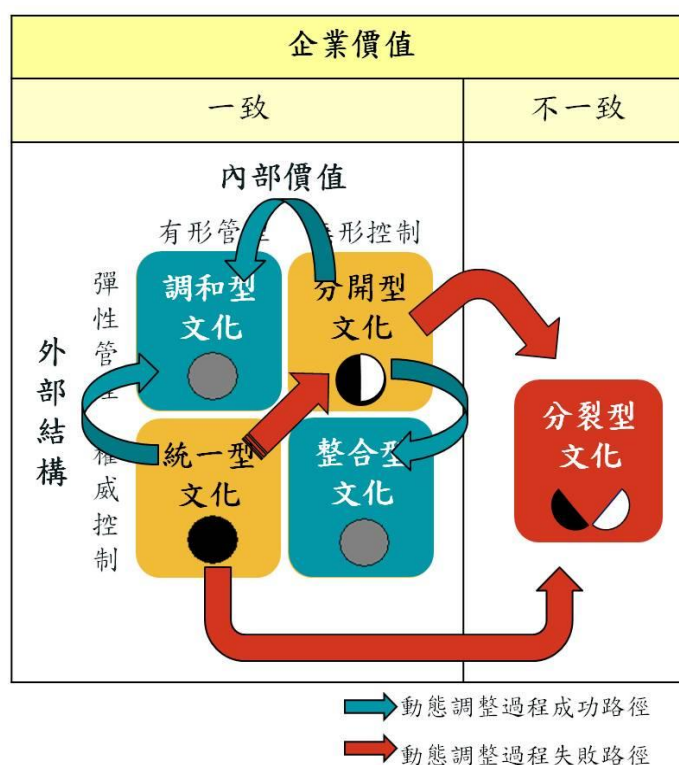 企業價值
一致
不一致
內部價值
有形管理
形控制
調和型
文化
分開型
文化
彈性管
外部結構
統一型
文化
整合型
文化
權威控制
分裂型
文化
動態調整過程成功路徑
動態調整過程失敗路徑